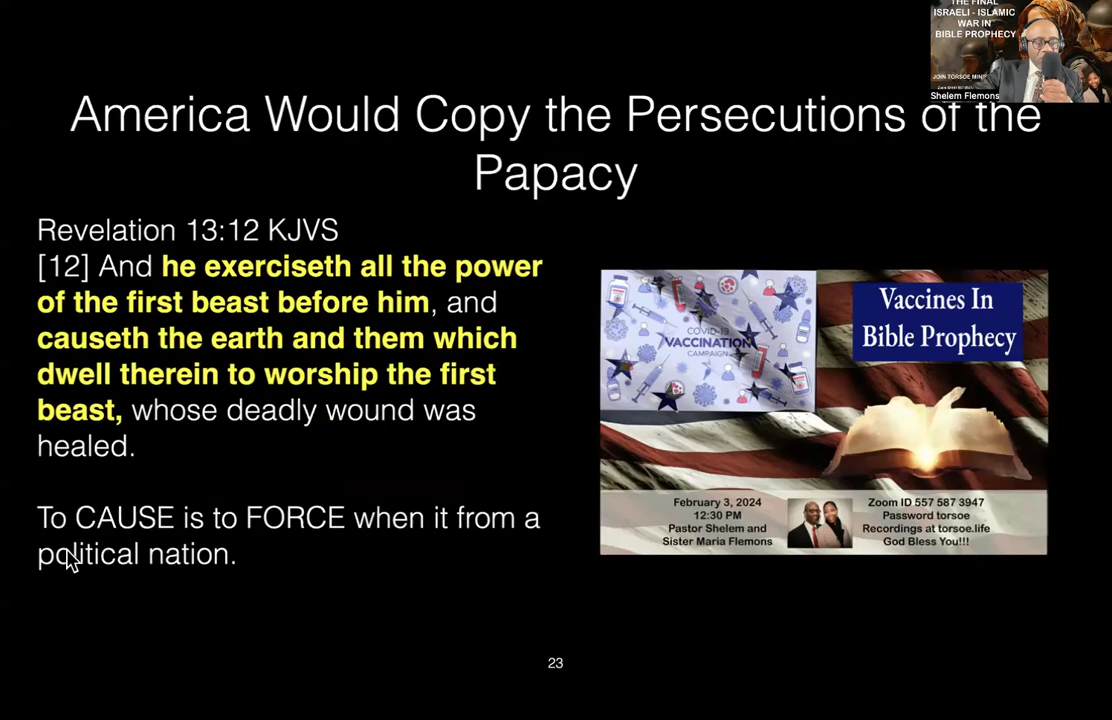 THE FINAL
ISRAELI - ISLAMIC
WAR IN
BIBLE PROPHECY
JOIN TORSOE
Shelem Flemons
America Would Copy the Persecutions of the
Papacy
Revelation 13:12 KJVS
[12] And he exerciseth all the power
of the first beast before him, and
causeth the earth and them which
dwell therein to worship the first
beast, whose deadly wound was
healed.
To CAUSE is to FORCE when it from a
political nation.
COVID-19
VACCINATION
CAMPAIGN
Vaccines In
Bible Prophecy
February 3, 2024
12:30 PM
Pastor Shelem and
Sister Maria Flemons
Zoom ID 557 587 3947
Password torsoe
Recordings at torsoe.life
God Bless You!!!
23